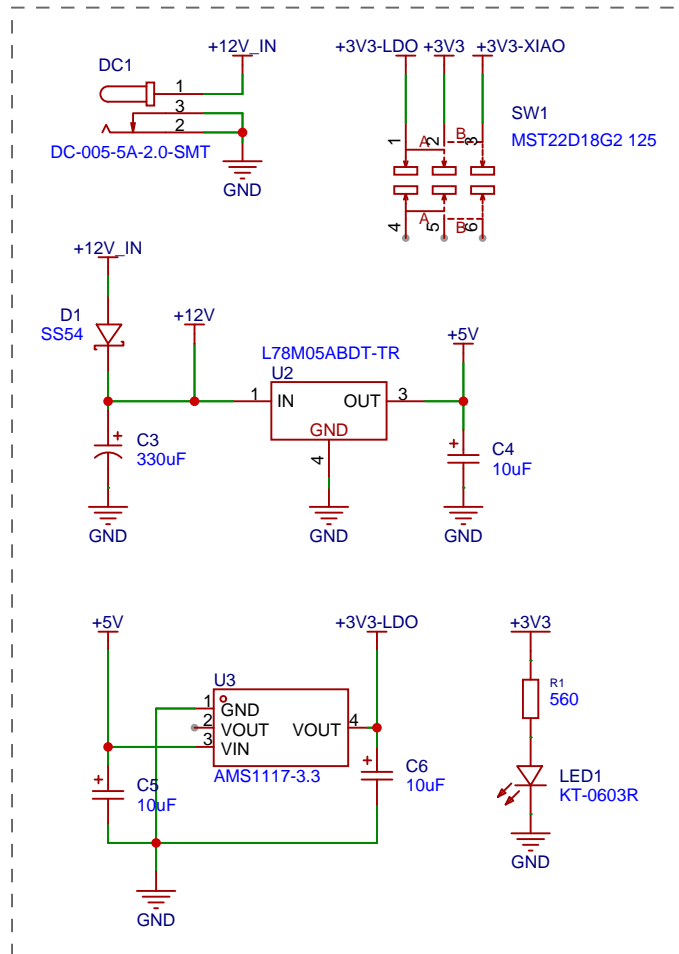 +12V_IN
DC1
1
3
2
DC-005-5A-2.0-SMT
GND
+3V3-LDO +3V3 +3V3-XIAO
SW1
MST22D18G2 125
1 2 3
A B
A B
4 5 6
+12V_IN
D1
SS54
+12V
L78M05ABDT-TR
U2
1 IN OUT 3
GND
4
+5V
C3
330uF
C4
10uF
GND
GND
GND
+5V
+3V3-LDO
U3
1 GND
2 VOUT VOUT 4
3 VIN
AMS1117-3.3
C5
10uF
C6
10uF
GND
+3V3
R1
560
LED1
KT-0603R
GND